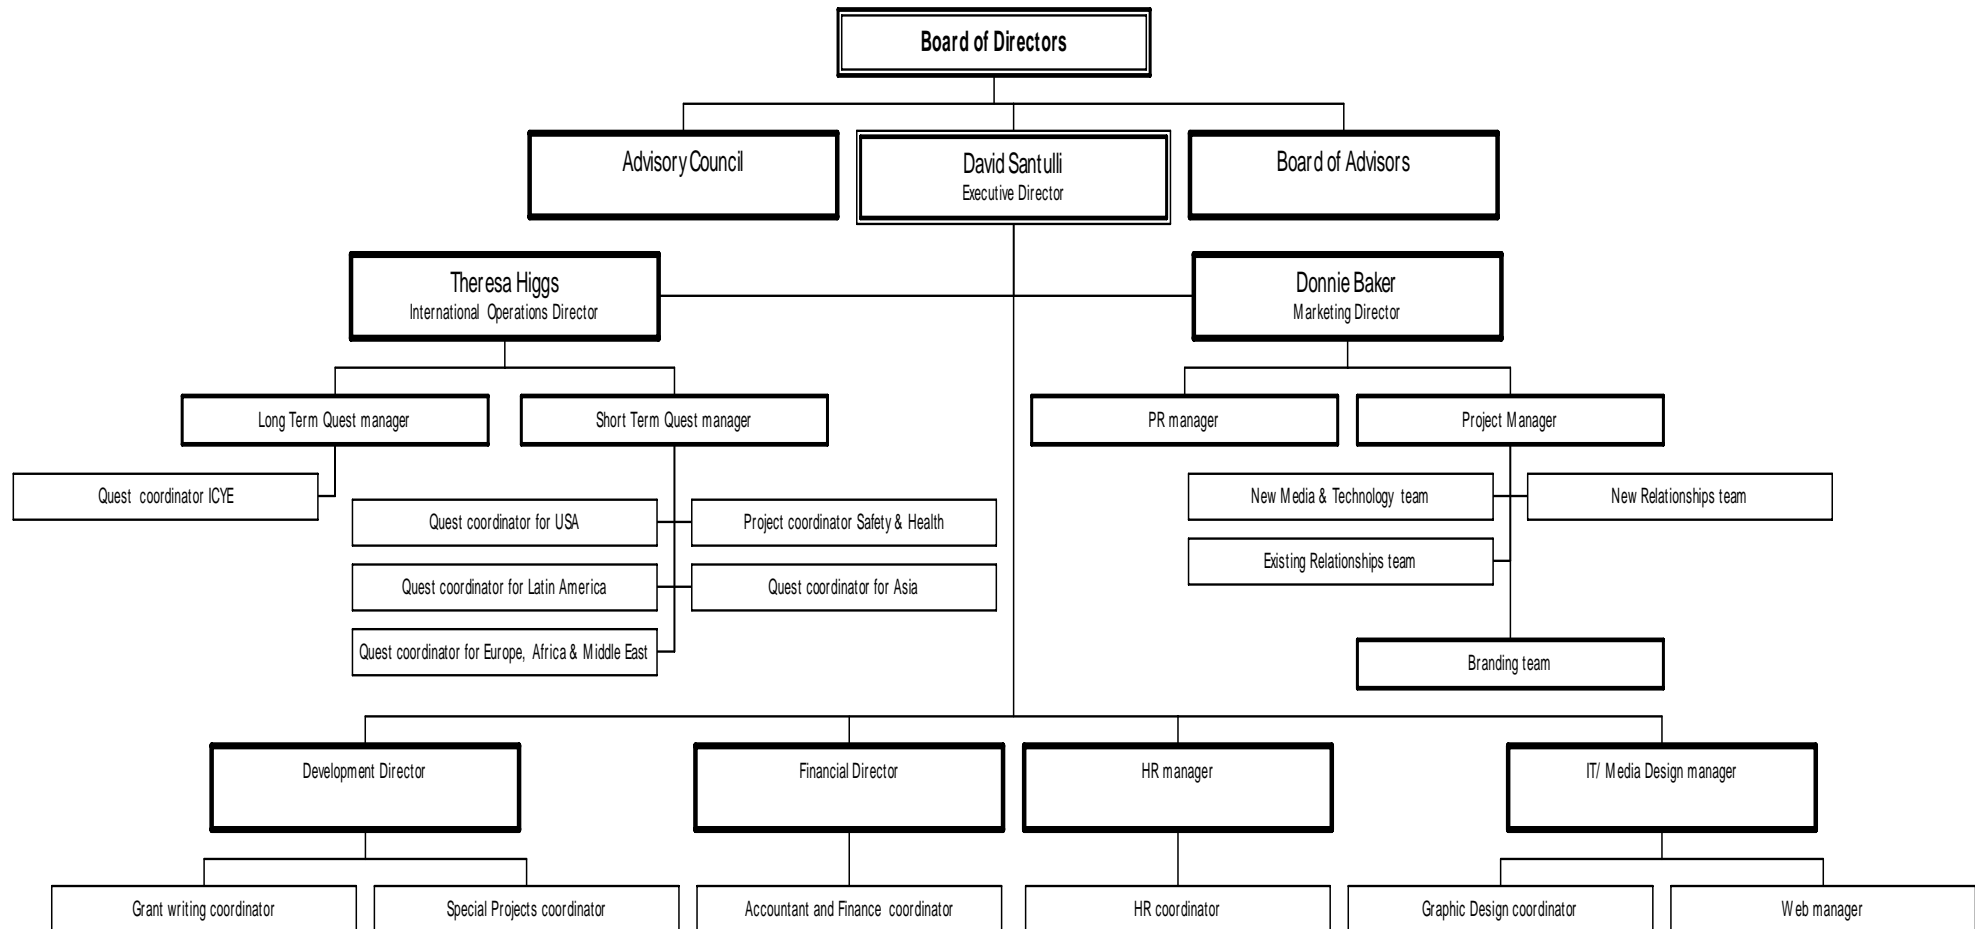 Board of Directors
Advisory Council
David Santulli
Executive Director
Board of Advisors
Theresa Higgs
International Operations Director
Donnie Baker
Marketing Director
Long Term Quest manager
Short Term Quest manager
PR manager
Project Manager
Quest coordinator ICYE
New Media & Technology team
New Relationships team
Quest coordinator for USA
Project coordinator Safety & Health
Existing Relationships team
Quest coordinator for Latin America
Quest coordinator for Asia
Quest coordinator for Europe, Africa & Middle East
Branding team
Development Director
Financial Director
HR manager
IT/ Media Design manager
Grant writing coordinator
Special Projects coordinator
Accountant and Finance coordinator
HR coordinator
Graphic Design coordinator
Web manager